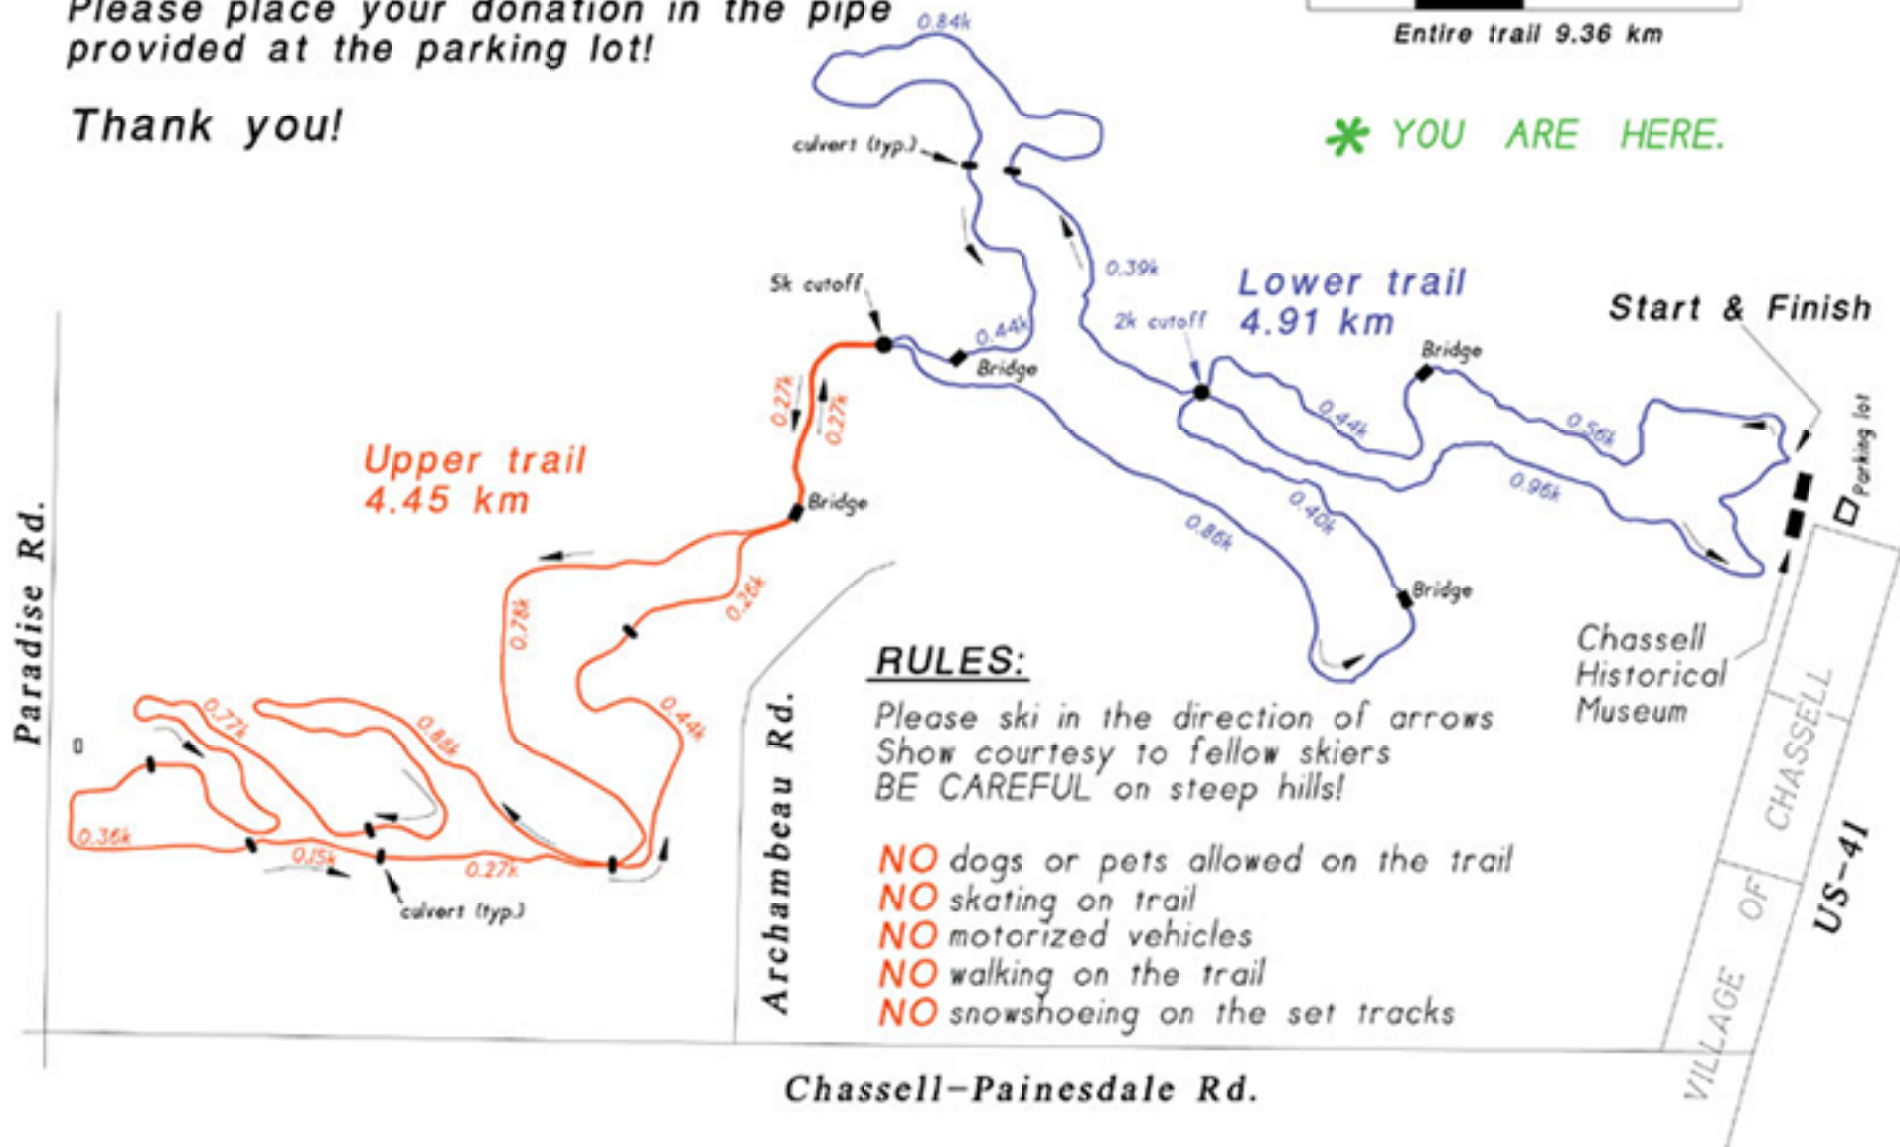 Please place your donation in the pipe
provided at the parking lot!
Thank you!
Entire trail 9.36 km
* YOU ARE HERE.
0.84k
culvert (typ.)
0.39k
5k cutoff
0.44k
Bridge
2k cutoff
Lower trail
4.91 km
Start & Finish
Bridge
0.44k
0.56k
Parking lot
0.96k
0.40k
0.86k
Bridge
0.27k
0.27k
Upper trail
4.45 km
Bridge
0.26k
0.78k
0.44k
0.77k
0.88k
0.36k
0.15k
0.27k
culvert (typ.)
Paradise Rd.
Archambeau Rd.
Chassell
Historical
Museum
RULES:
Please ski in the direction of arrows
Show courtesy to fellow skiers
BE CAREFUL on steep hills!
NO dogs or pets allowed on the trail
NO skating on trail
NO motorized vehicles
NO walking on the trail
NO snowshoeing on the set tracks
VILLAGE OF CHASSELL
US-41
Chassell-Painesdale Rd.